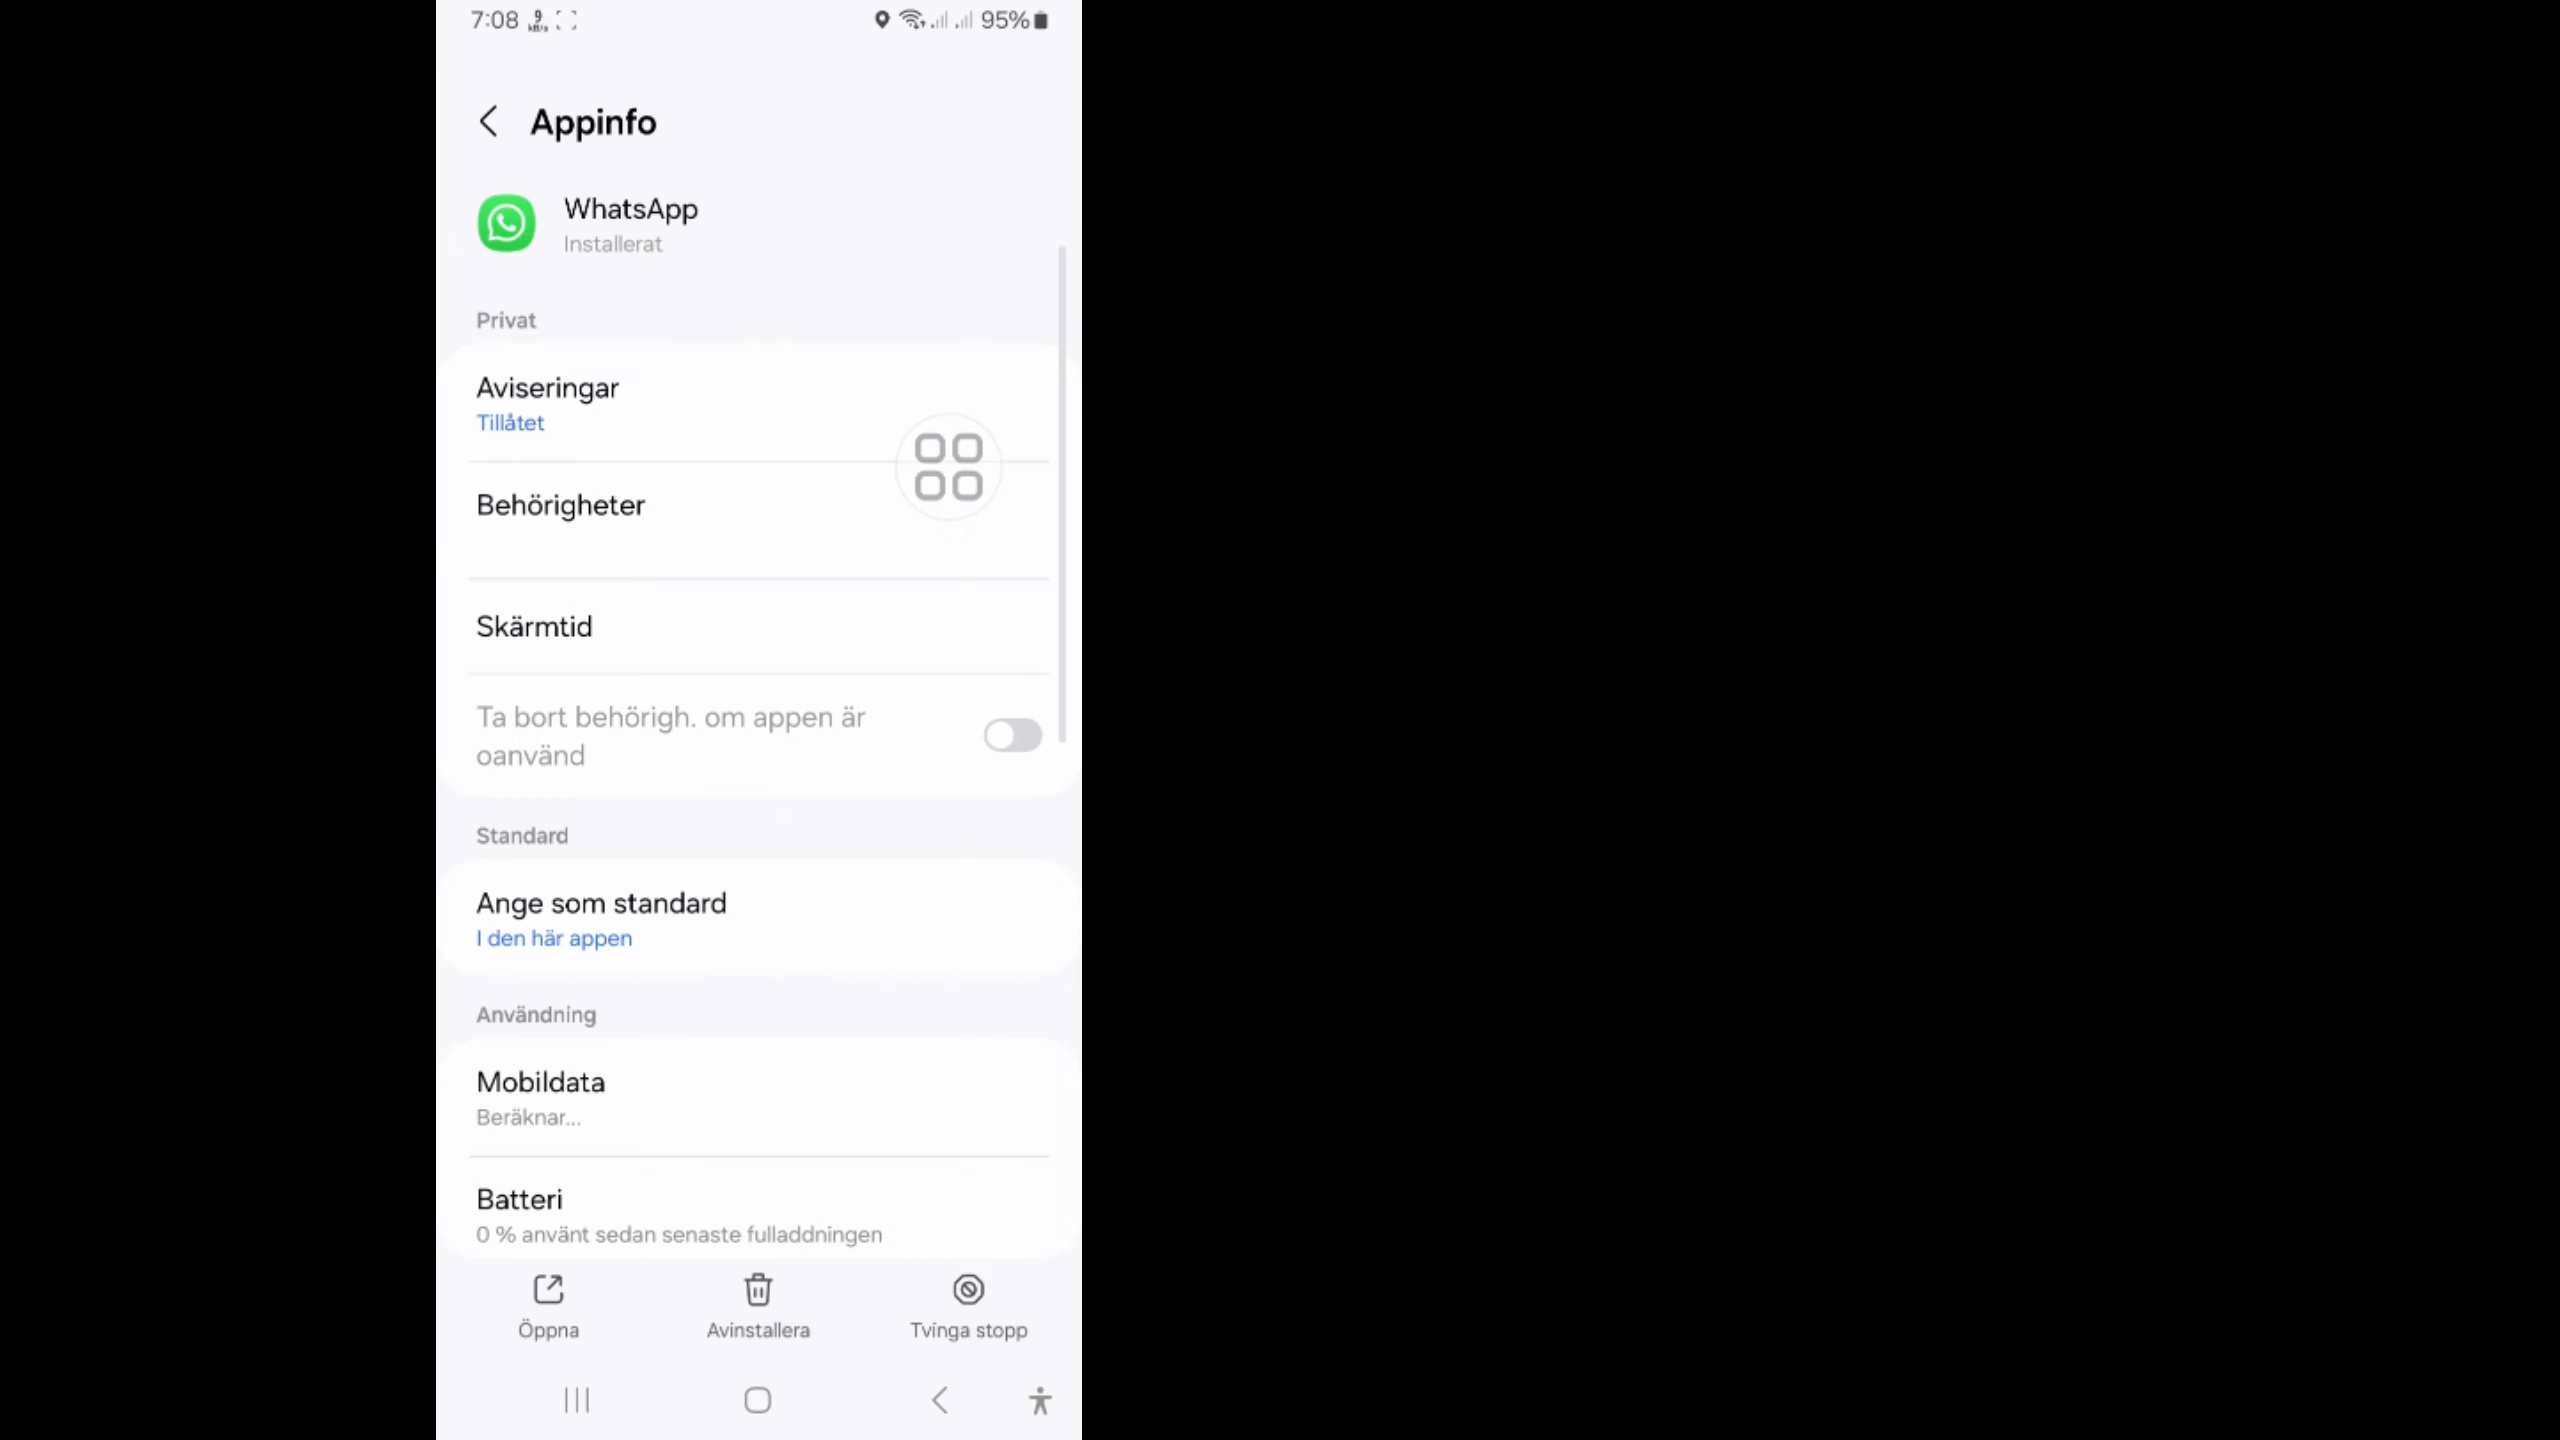 7:08 9 KB/s 95%
Appinfo
WhatsApp
Installerat
Privat
Aviseringar
Tillåtet
Behörigheter
Skärmtid
Ta bort behörigh. om appen är
oanvänd
Standard
Ange som standard
I den här appen
Användning
Mobildata
Beräknar...
Batteri
0 % använt sedan senaste fulladdningen
Öppna Avinstallera Tvinga stopp